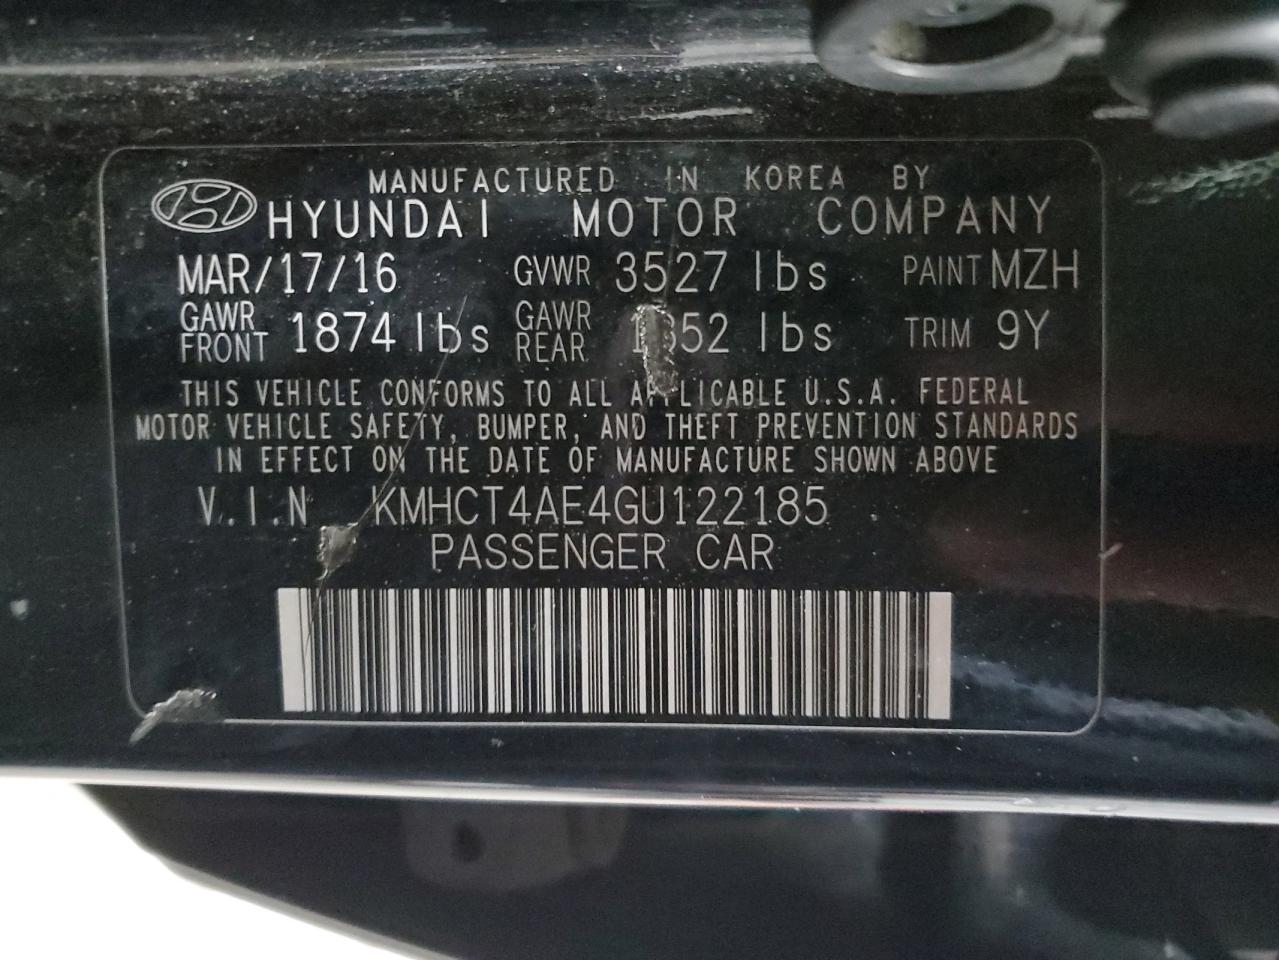 MANUFACTURED IN KOREA BY
HYUNDAI MOTOR COMPANY
MAR/17/16 GVWR 3527 lbs PAINT MZH
GAWR FRONT 1874 lbs GAWR REAR lbs TRIM 9Y
THIS VEHICLE CONFORMS TO ALL APPLICABLE U.S.A. FEDERAL
MOTOR VEHICLE SAFETY, BUMPER, AND THEFT PREVENTION STANDARDS
IN EFFECT ON THE DATE OF MANUFACTURE SHOWN ABOVE
V.I.N KMHCT4AE4GU122185
PASSENGER CAR